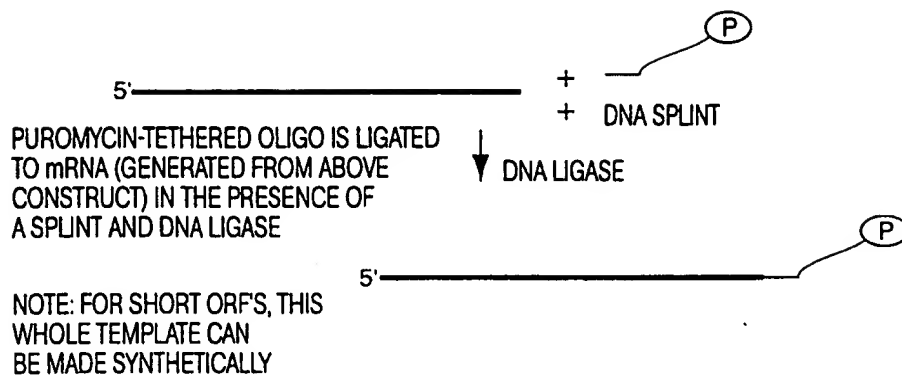 P
5'
+
+ DNA SPLINT
PUROMYCIN-TETHERED OLIGO IS LIGATED
TO mRNA (GENERATED FROM ABOVE
CONSTRUCT) IN THE PRESENCE OF
A SPLINT AND DNA LIGASE
DNA LIGASE
P
5'
NOTE: FOR SHORT ORF'S, THIS
WHOLE TEMPLATE CAN
BE MADE SYNTHETICALLY